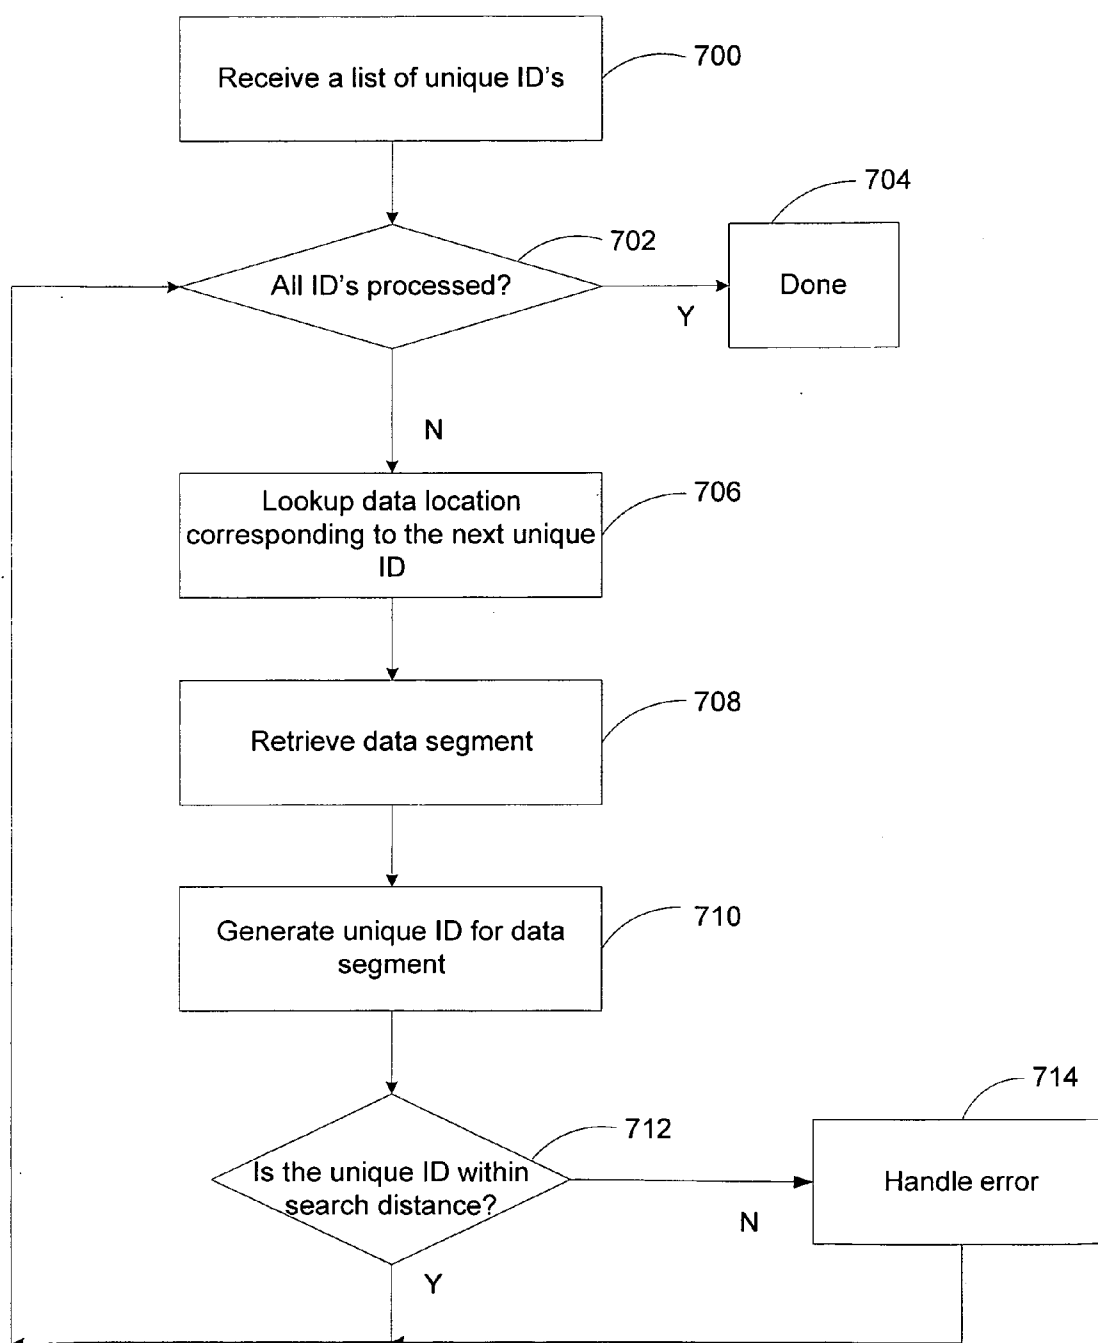 Receive a list of unique ID's
700
704
702
All ID's processed?
Done
Y
N
Lookup data location
corresponding to the next unique
ID
706
Retrieve data segment
708
Generate unique ID for data
segment
710
714
712
Is the unique ID within
search distance?
Handle error
N
Y